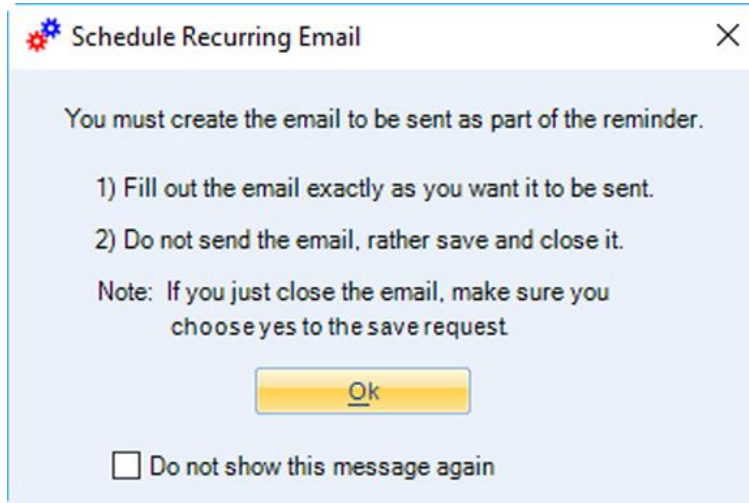 Schedule Recurring Email
You must create the email to be sent as part of the reminder.
1) Fill out the email exactly as you want it to be sent.
2) Do not send the email, rather save and close it.
Note: If you just close the email, make sure you
choose yes to the save request.
Ok
Do not show this message again